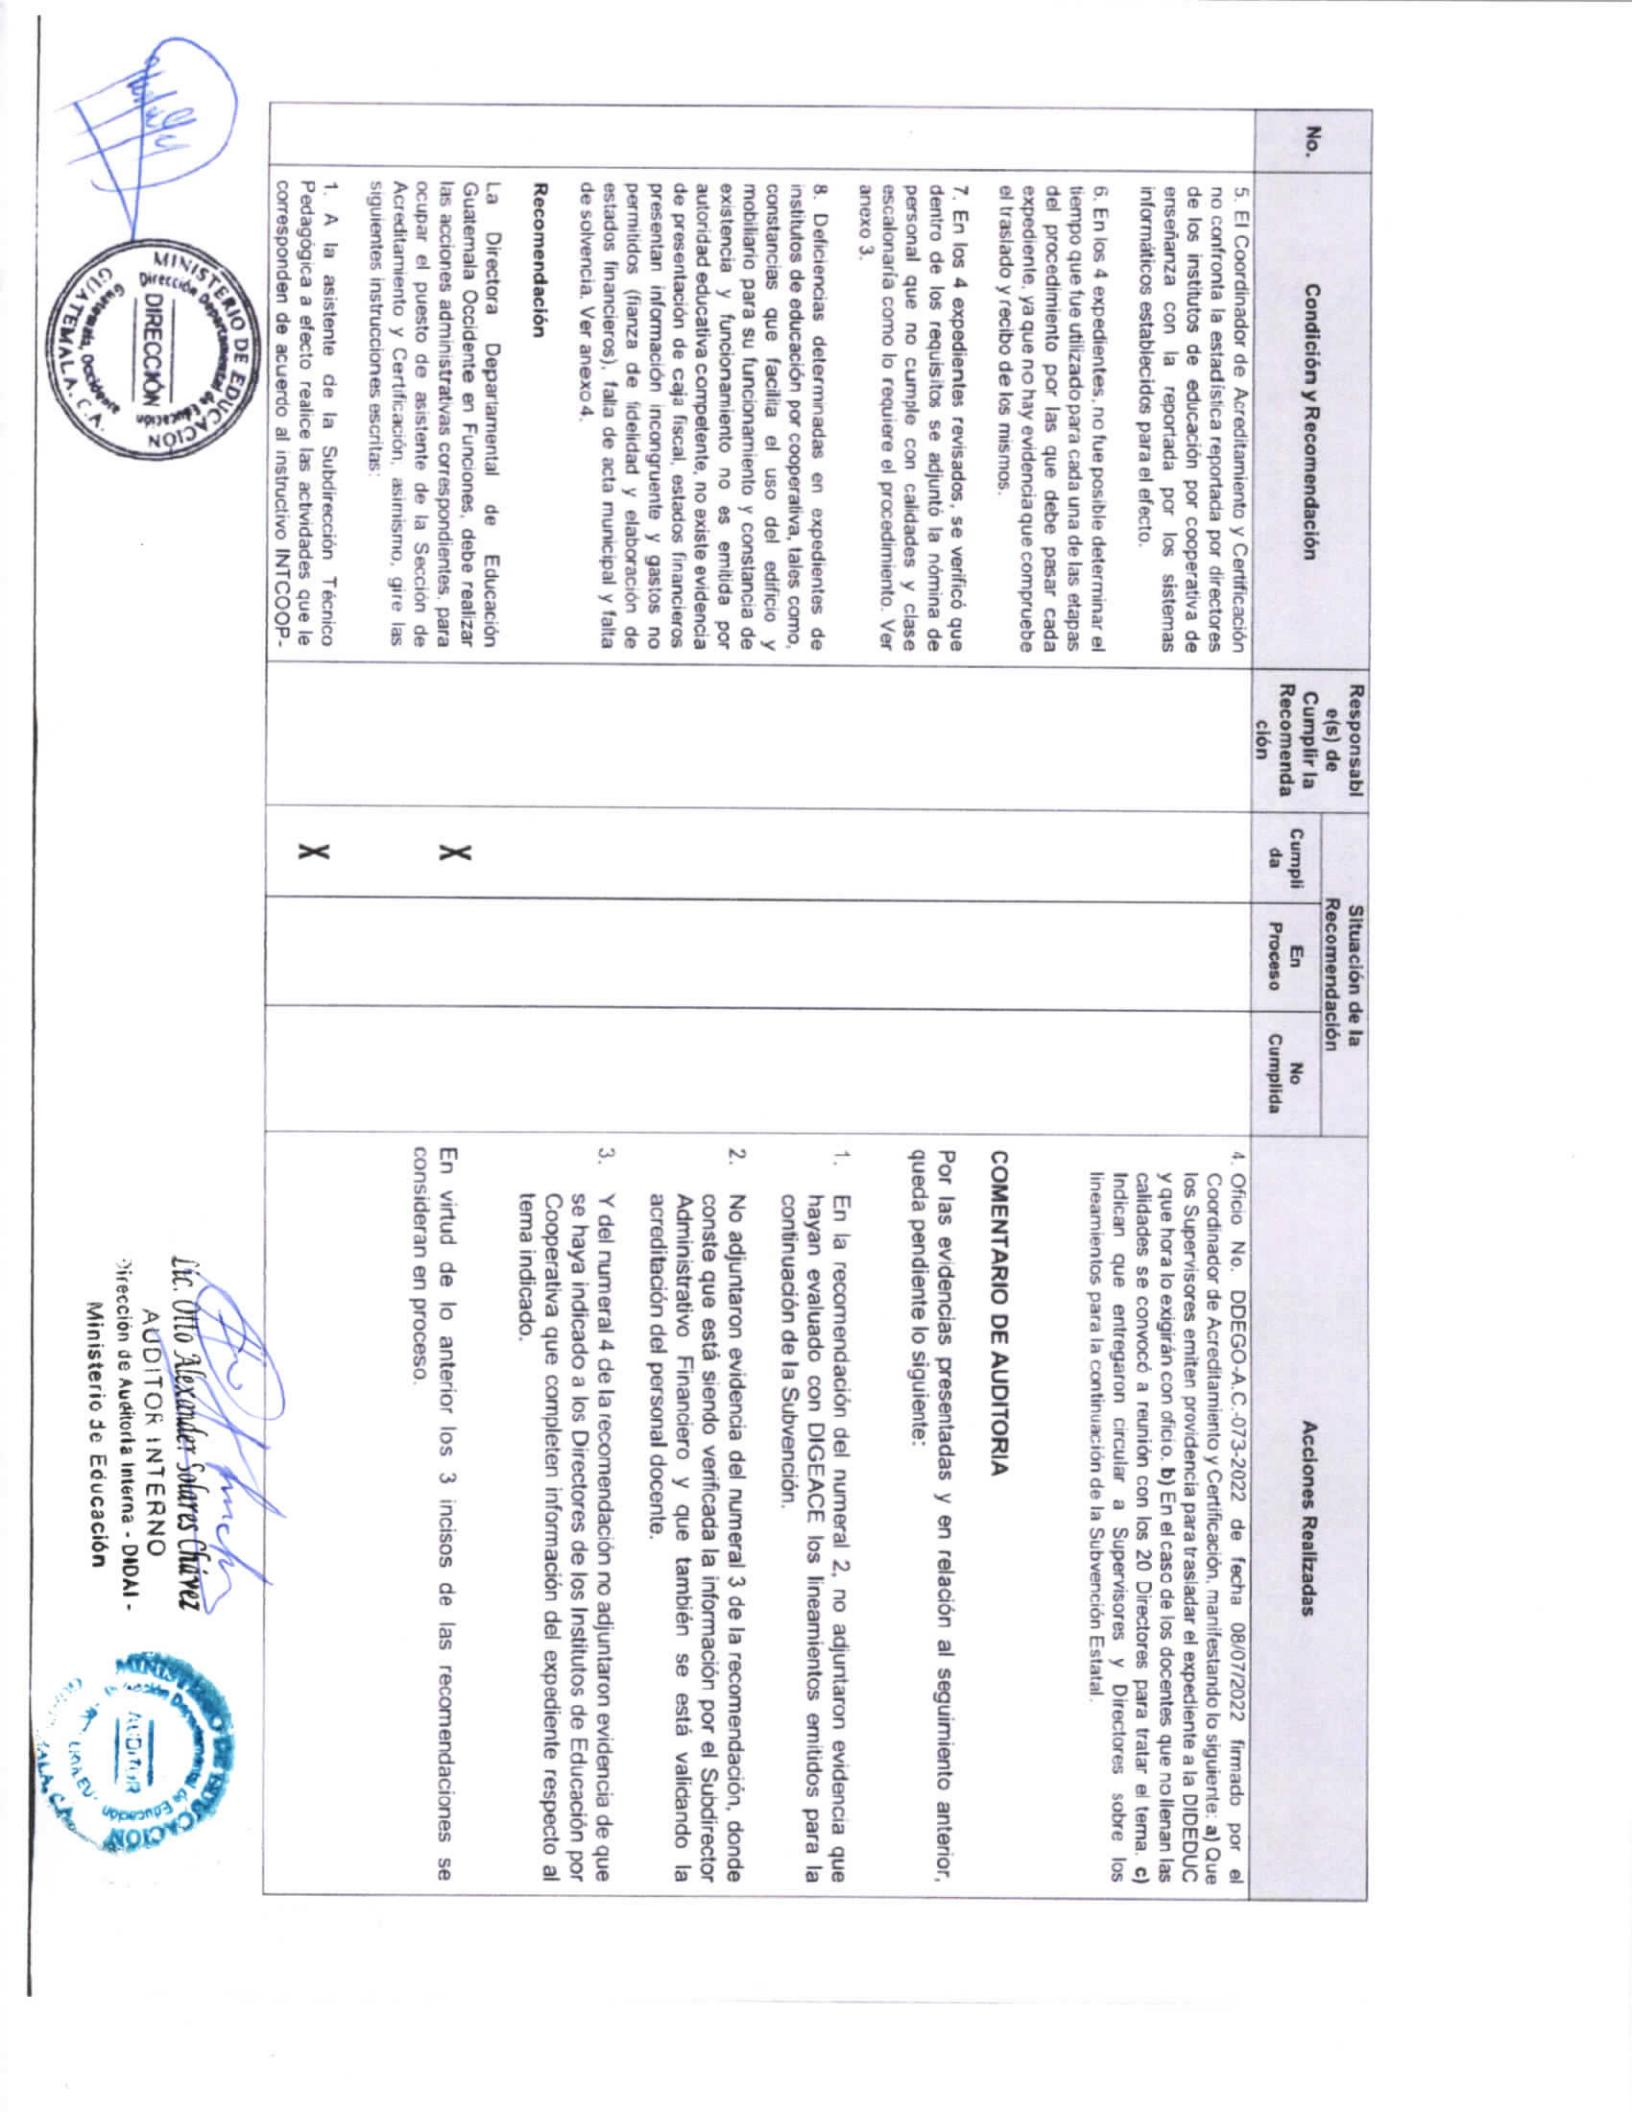 No.
Condición y Recomendación
Responsabl
e(s) de
Cumplir la
Recomenda
ción
Situación de la
Recomendación
Cumpli
da
En
Proceso
No
Cumplida
Acciones Realizadas
5. El Coordinador de Acreditamiento y Certificación
no confronta la estadística reportada por directores
de los institutos de educación por cooperativa de
enseñanza con la reportada por los sistemas
informáticos establecidos para el efecto.
6. En los 4 expedientes, no fue posible determinar el
tiempo que fue utilizado para cada una de las etapas
del procedimiento por las que debe pasar cada
expediente, ya que no hay evidencia que compruebe
el traslado y recibo de los mismos.
7. En los 4 expedientes revisados, se verificó que
dentro de los requisitos se adjuntó la nómina de
personal que no cumple con calidades y clase
escalonaría como lo requiere el procedimiento. Ver
anexo 3.
8. Deficiencias determinadas en expedientes de
institutos de educación por cooperativa, tales como,
constancias que facilita el uso del edificio y
mobiliario para su funcionamiento y constancia de
existencia y funcionamiento no es emitida por
autoridad educativa competente, no existe evidencia
de presentación de caja fiscal, estados financieros
presentan información incongruente y gastos no
permitidos (fianza de fidelidad y elaboración de
estados financieros), falta de acta municipal y falta
de solvencia. Ver anexo 4.
Recomendación
La Directora Departamental de Educación
Guatemala Occidente en Funciones, debe realizar
las acciones administrativas correspondientes, para
ocupar el puesto de asistente de la Sección de
Acreditamiento y Certificación, asimismo, gire las
siguientes instrucciones escritas:
1. A la asistente de la Subdirección Técnico
Pedagógica a efecto realice las actividades que le
corresponden de acuerdo al instructivo INTCOOP-
X
X
4. Oficio No. DDEGO-A.C.-073-2022 de fecha 08/07/2022 firmado por el
Coordinador de Acreditamiento y Certificación, manifestando lo siguiente: a) Que
los Supervisores emiten providencia para trasladar el expediente a la DIDEDUC
y que hora lo exigirán con oficio. b) En el caso de los docentes que no llenan las
calidades se convocó a reunión con los 20 Directores para tratar el tema. c)
Indican que entregaron circular a Supervisores y Directores sobre los
lineamientos para la continuación de la Subvención Estatal.
COMENTARIO DE AUDITORIA
Por las evidencias presentadas y en relación al seguimiento anterior,
queda pendiente lo siguiente:
1. En la recomendación del numeral 2, no adjuntaron evidencia que
hayan evaluado con DIGEACE los lineamientos emitidos para la
continuación de la Subvención.
2. No adjuntaron evidencia del numeral 3 de la recomendación, donde
conste que está siendo verificada la información por el Subdirector
Administrativo Financiero y que también se está validando la
acreditación del personal docente.
3. Y del numeral 4 de la recomendación no adjuntaron evidencia de que
se haya indicado a los Directores de los Institutos de Educación por
Cooperativa que completen información del expediente respecto al
tema indicado.
En virtud de lo anterior los 3 incisos de las recomendaciones se
consideran en proceso.
MINISTERIO DE EDUCACIÓN
Dirección Departamental de Educación
DIRECCIÓN
Guatemala, Occidente
GUATEMALA. C. A.
Lic. Otto Alexander Solares Chávez
AUDITOR INTERNO
Dirección de Auditoría Interna - DIDAI -
Ministerio de Educación
MINISTERIO DE EDUCACION
Departamental de Educación
AUDITOR